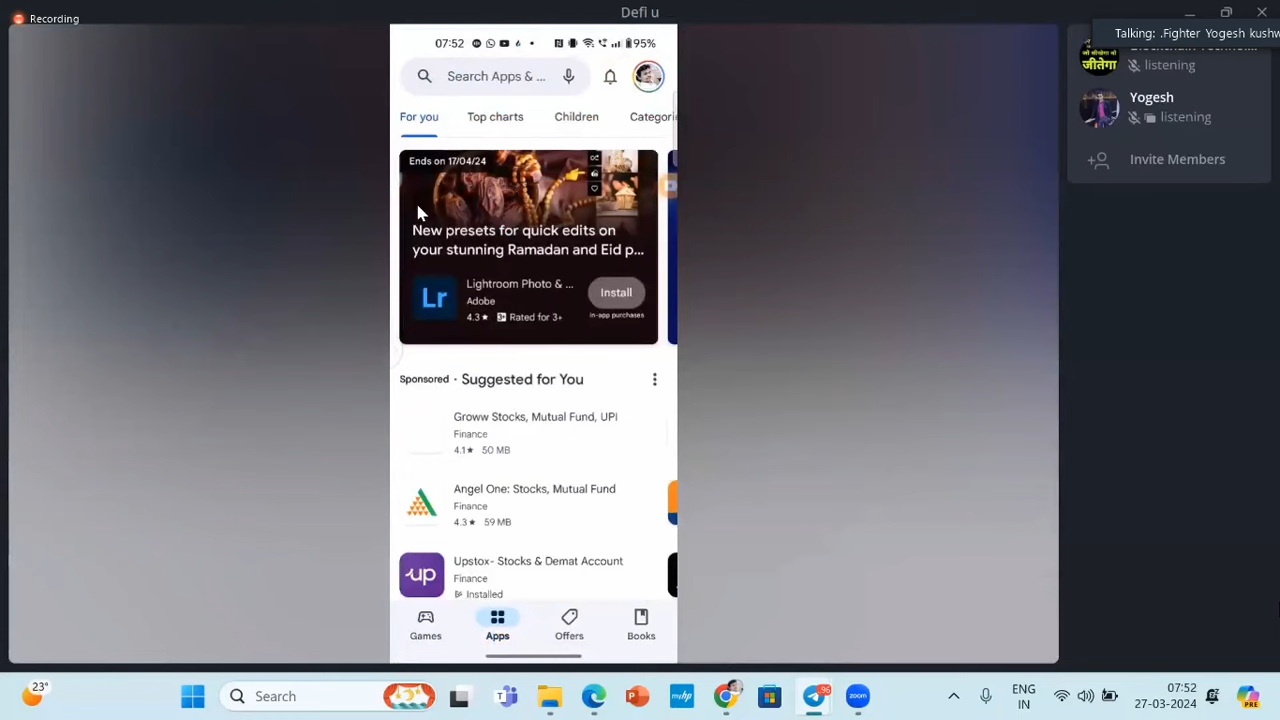 Recording
Defi u
Talking: .Fighter Yogesh kushw
जीतेगा
listening
Yogesh
listening
Invite Members
07:52
95%
Search Apps & ...
For you
Top charts
Children
Categori
Ends on 17/04/24
New presets for quick edits on
your stunning Ramadan and Eid p...
Lr
Lightroom Photo & ...
Adobe
4.3★ 3+ Rated for 3+
Install
In-app purchases
Sponsored · Suggested for You
Groww Stocks, Mutual Fund, UPI
Finance
4.1★ 50 MB
Angel One: Stocks, Mutual Fund
Finance
4.3★ 59 MB
up
Upstox- Stocks & Demat Account
Finance
Installed
Games
Apps
Offers
Books
23°
Search
myhp
96
zoom
ENG
IN
07:52
27-03-2024
PRE